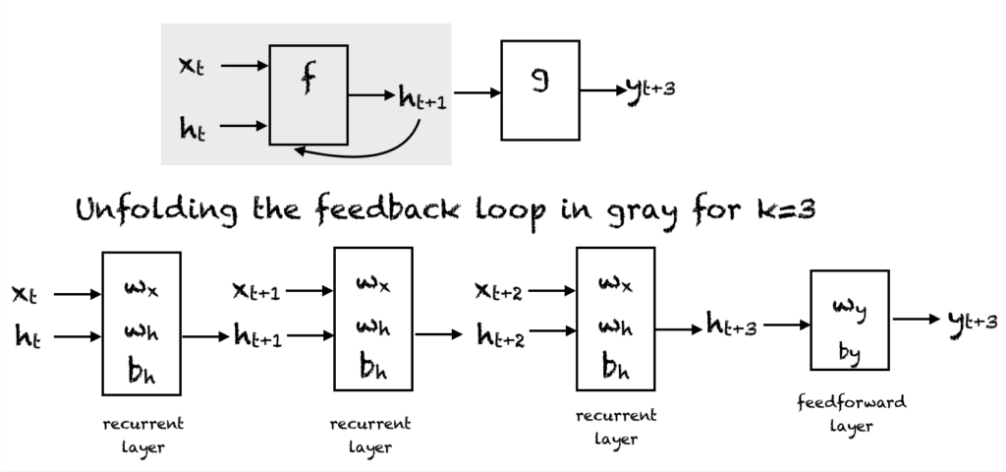 xt f g
ht ht+1 yt+3
Unfolding the feedback loop in gray for k=3
xt wx xt+1 wx xt+2 wx
ht wh ht+1 wh ht+2 wh ht+3 wy yt+3
bh bh bh by
recurrent layer
recurrent layer
recurrent layer
feedforward layer